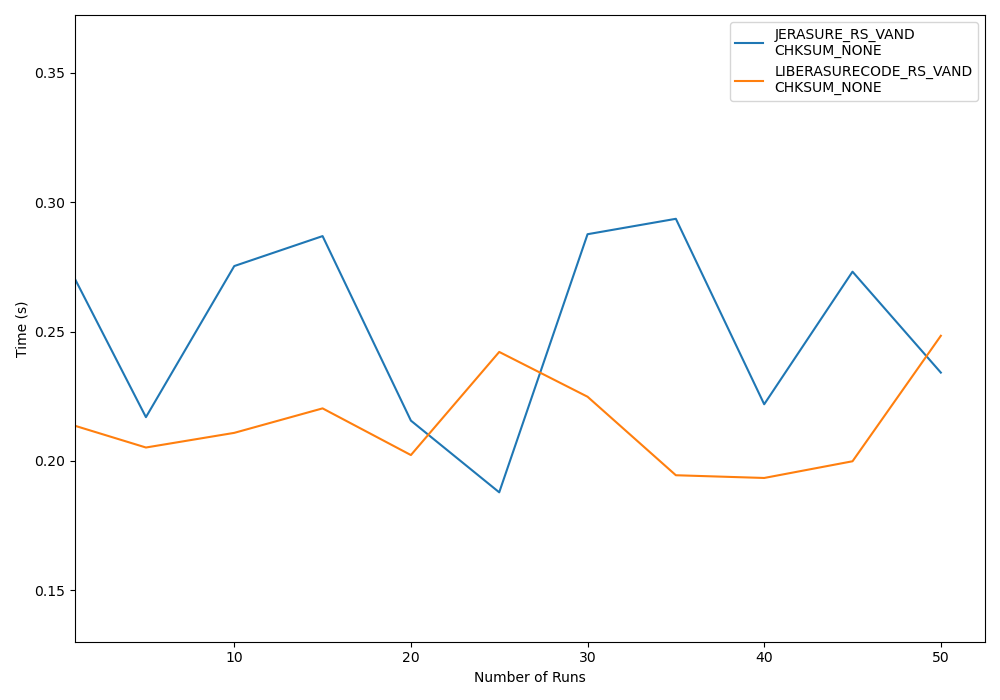 JERASURE_RS_VAND
CHKSUM_NONE
LIBERASURECODE_RS_VAND
CHKSUM_NONE
0.35
0.30
0.25
0.20
0.15
Time (s)
10 20 30 40 50
Number of Runs